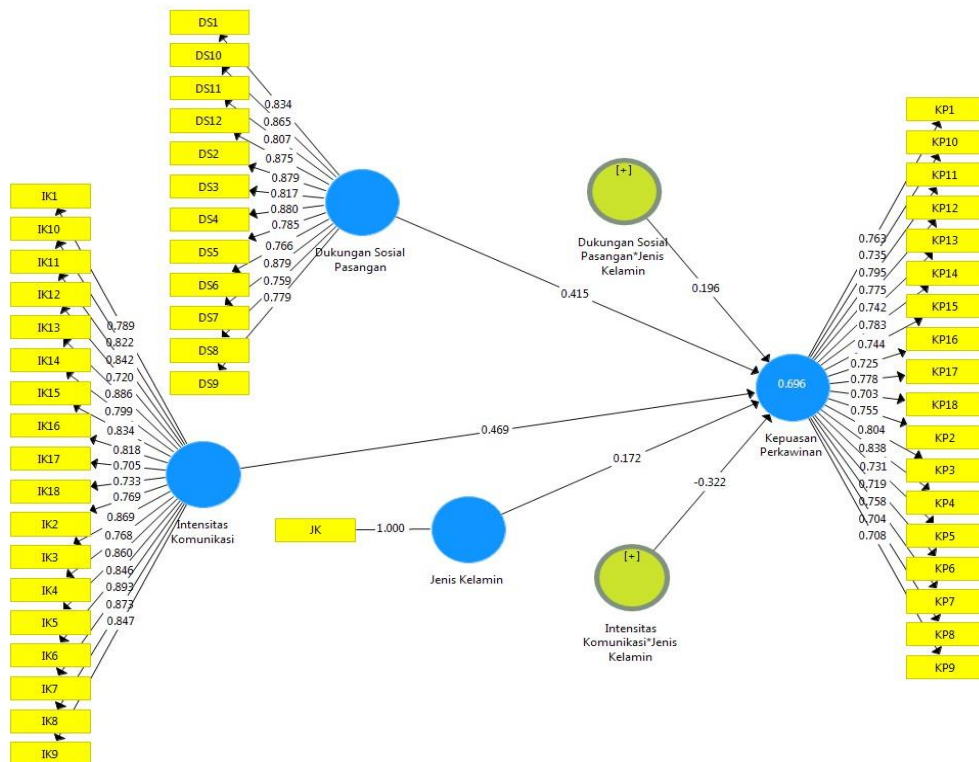 DS1
DS10
DS11
DS12
DS2
DS3
DS4
DS5
DS6
DS7
DS8
DS9
0.834
0.865
0.807
0.875
0.879
0.817
0.880
0.785
0.766
0.879
0.759
0.779
Dukungan Sosial
Pasangan
IK1
IK10
IK11
IK12
IK13
IK14
IK15
IK16
IK17
IK18
IK2
IK3
IK4
IK5
IK6
IK7
IK8
IK9
0.789
0.822
0.842
0.720
0.886
0.799
0.834
0.818
0.705
0.733
0.769
0.869
0.768
0.860
0.846
0.893
0.873
0.847
Intensitas
Komunikasi
JK
1.000
Jenis Kelamin
[+]
Dukungan Sosial
Pasangan*Jenis
Kelamin
0.196
0.415
0.469
0.172
-0.322
[+]
Intensitas
Komunikasi*Jenis
Kelamin
0.696
Kepuasan
Perkawinan
0.763
0.735
0.795
0.775
0.742
0.783
0.744
0.725
0.778
0.703
0.755
0.804
0.838
0.731
0.719
0.758
0.704
0.708
KP1
KP10
KP11
KP12
KP13
KP14
KP15
KP16
KP17
KP18
KP2
KP3
KP4
KP5
KP6
KP7
KP8
KP9